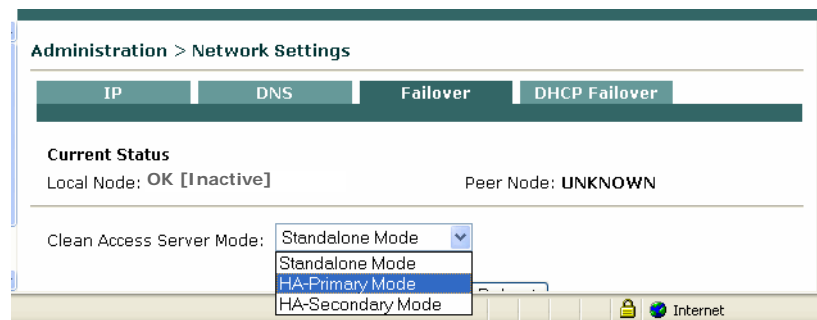 Administration > Network Settings
IP DNS Failover DHCP Failover
Current Status
Local Node: OK [Inactive] Peer Node: UNKNOWN
Clean Access Server Mode: Standalone Mode
Standalone Mode
HA-Primary Mode
HA-Secondary Mode
Internet